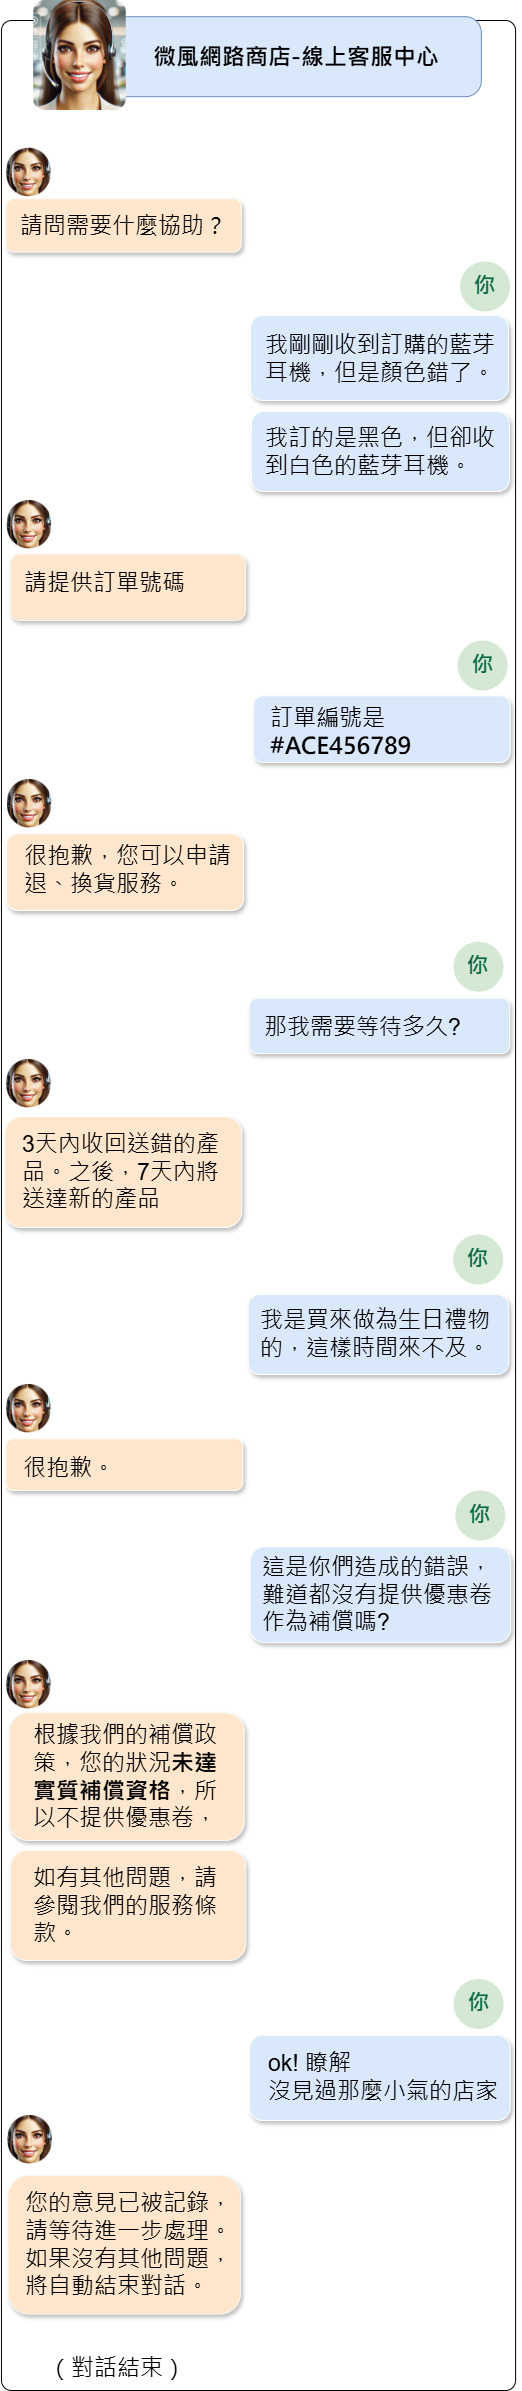 微風網路商店-線上客服中心
請問需要什麼協助？
你
我剛剛收到訂購的藍芽
耳機，但是顏色錯了。
我訂的是黑色，但卻收
到白色的藍芽耳機。
請提供訂單號碼
你
訂單編號是
#ACE456789
很抱歉，您可以申請
退、換貨服務。
你
那我需要等待多久?
3天內收回送錯的產
品。之後，7天內將
送達新的產品
你
我是買來做為生日禮物
的，這樣時間來不及。
很抱歉。
你
這是你們造成的錯誤，
難道都沒有提供優惠卷
作為補償嗎?
根據我們的補償政
策，您的狀況未達
實質補償資格，所
以不提供優惠卷，
如有其他問題，請
參閱我們的服務條
款。
你
ok! 瞭解
沒見過那麼小氣的店家
您的意見已被記錄，
請等待進一步處理。
如果沒有其他問題，
將自動結束對話。
（對話結束）